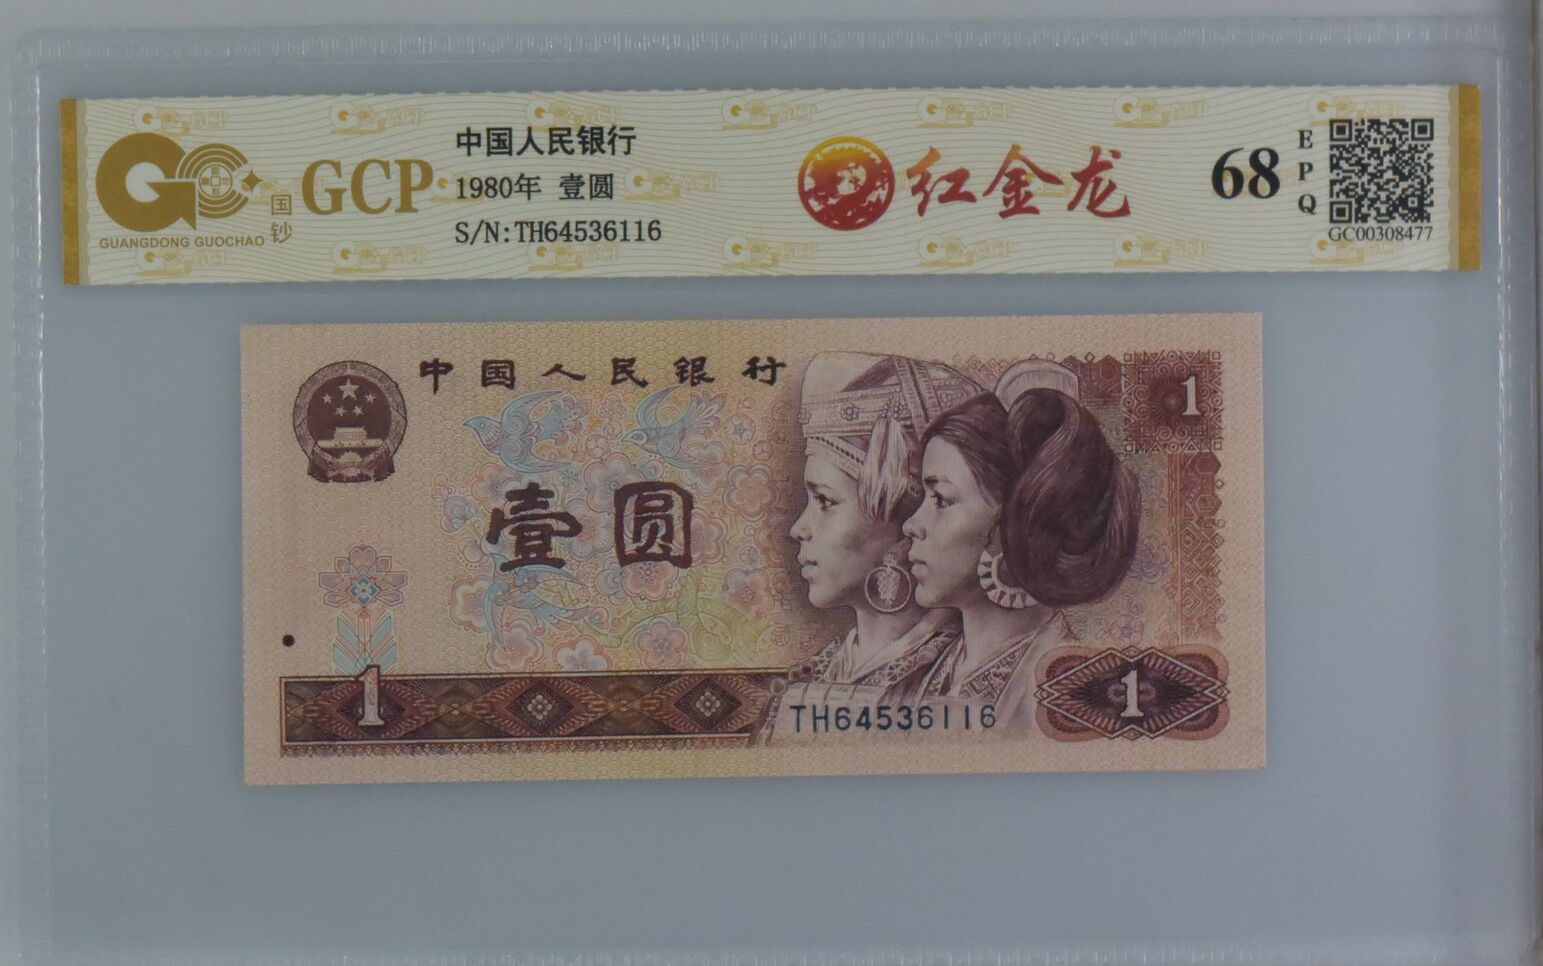 GCP
国钞
GUANGDONG GUOCHAO
中国人民银行
1980年 壹圆
S/N:TH64536116
红金龙
68
EPQ
GC00308477
中国人民银行
1
壹圆
1
TH64536116
1